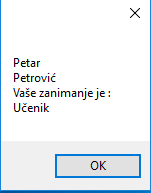 Petar
Petrović
Vaše zanimanje je :
Učenik
OK